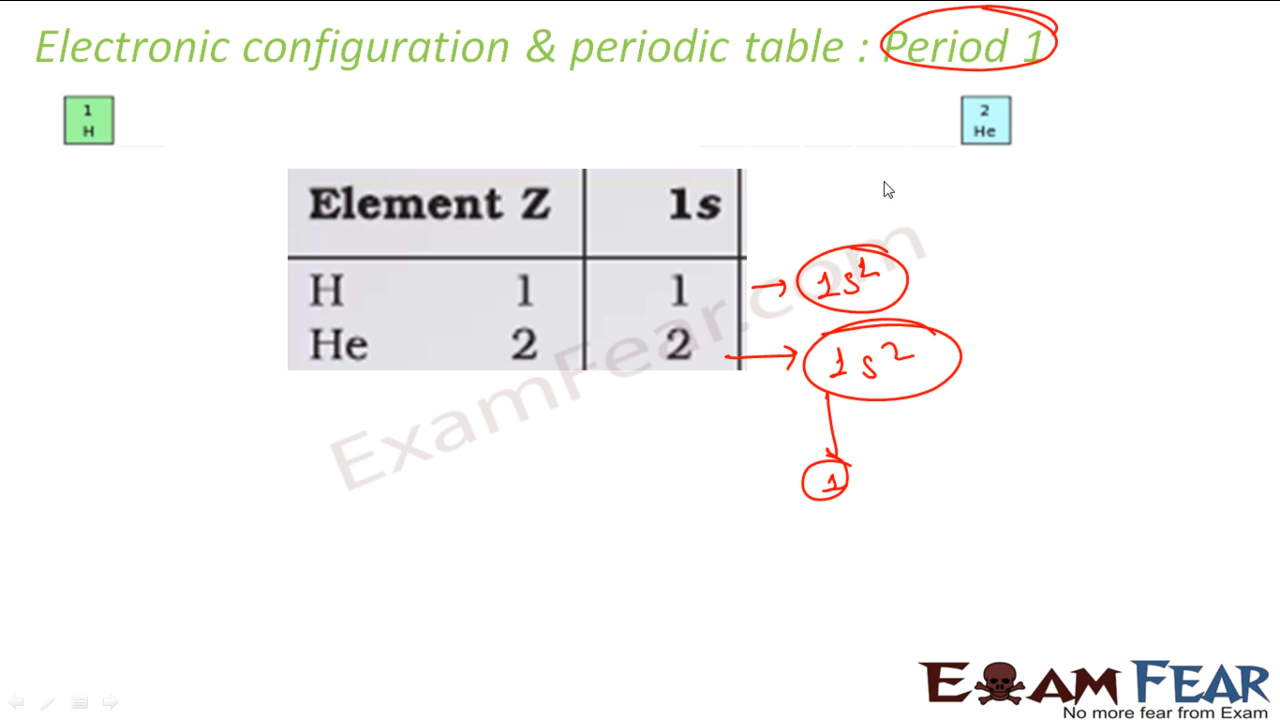 Electronic configuration & periodic table : Period 1
1
H
2
He
Element Z 1s
H 1 1
1s¹
He 2 2
1s²
1
ExamFear.com
EXAM FEAR
No more fear from Exam